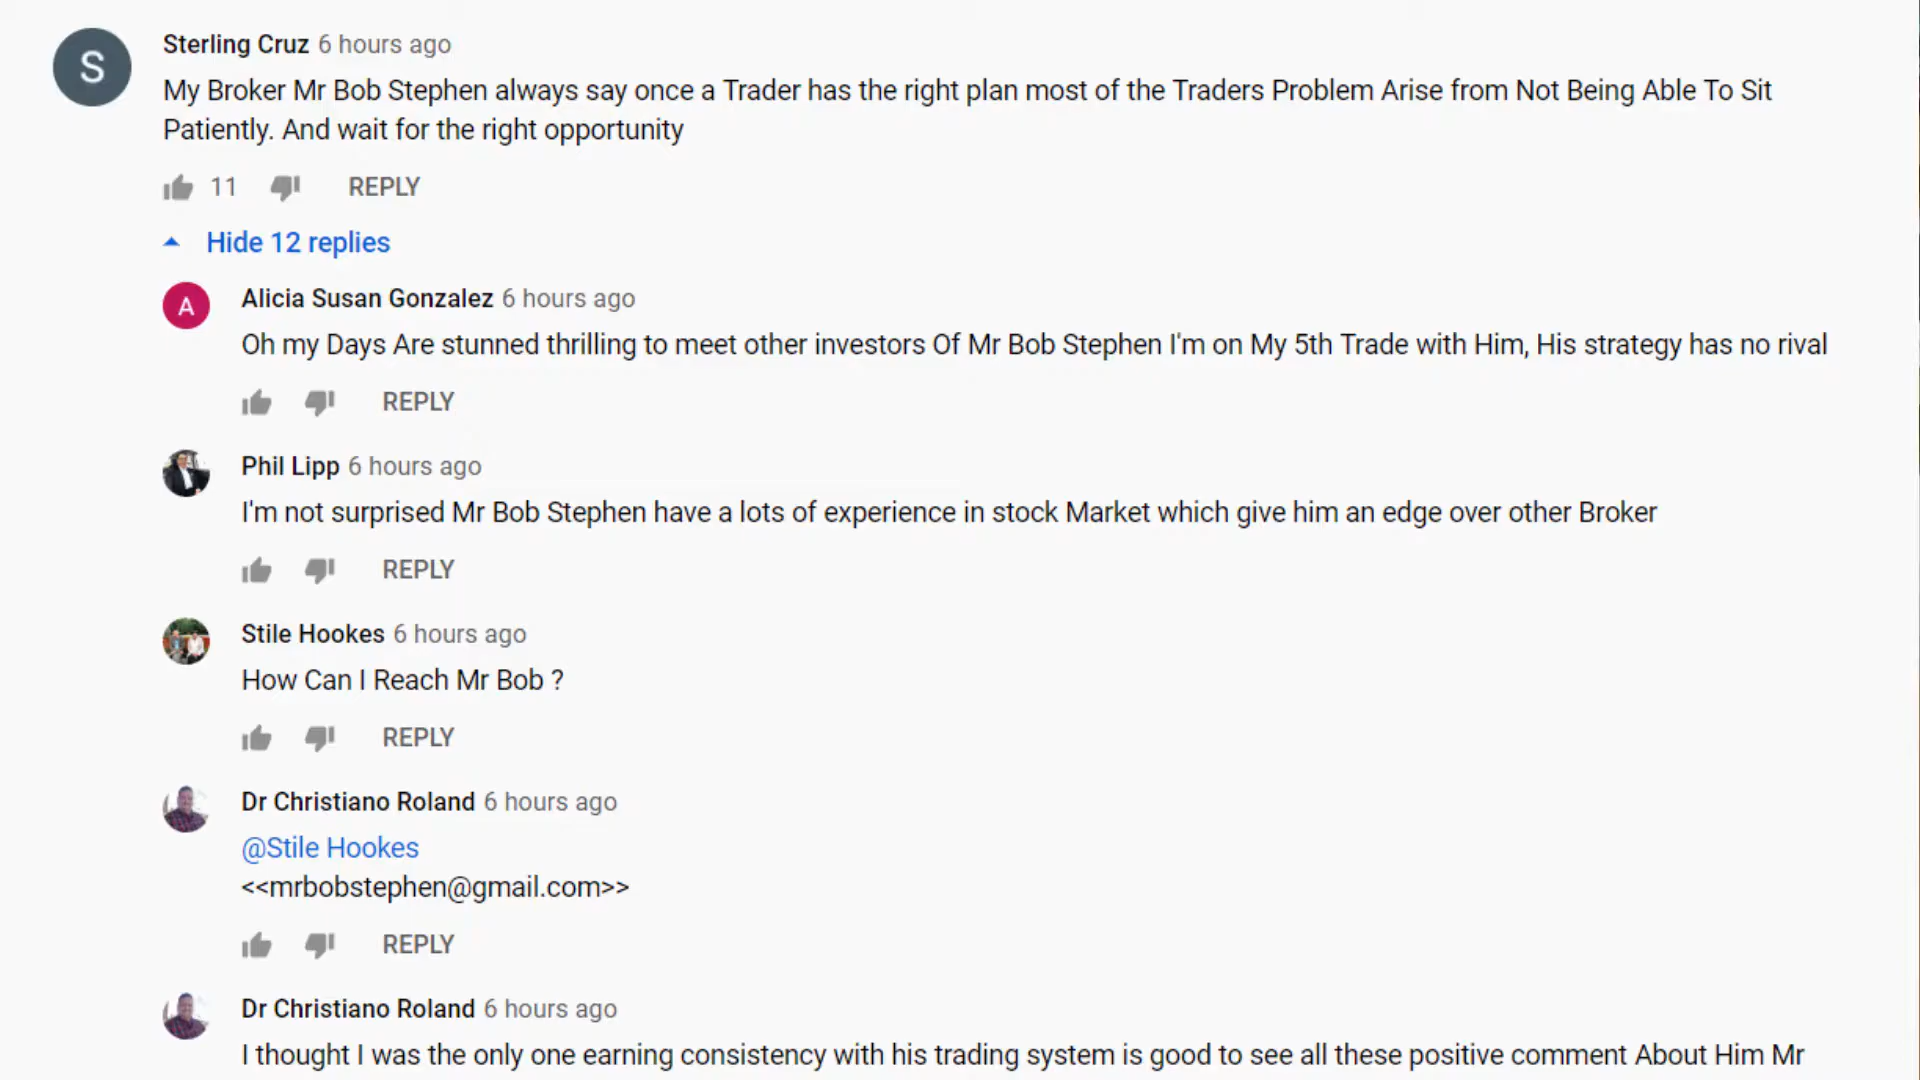 S
Sterling Cruz 6 hours ago
My Broker Mr Bob Stephen always say once a Trader has the right plan most of the Traders Problem Arise from Not Being Able To Sit
Patiently. And wait for the right opportunity
11 REPLY
Hide 12 replies
A
Alicia Susan Gonzalez 6 hours ago
Oh my Days Are stunned thrilling to meet other investors Of Mr Bob Stephen I'm on My 5th Trade with Him, His strategy has no rival
REPLY
Phil Lipp 6 hours ago
I'm not surprised Mr Bob Stephen have a lots of experience in stock Market which give him an edge over other Broker
REPLY
Stile Hookes 6 hours ago
How Can I Reach Mr Bob ?
REPLY
Dr Christiano Roland 6 hours ago
@Stile Hookes
<<mrbobstephen@gmail.com>>
REPLY
Dr Christiano Roland 6 hours ago
I thought I was the only one earning consistency with his trading system is good to see all these positive comment About Him Mr